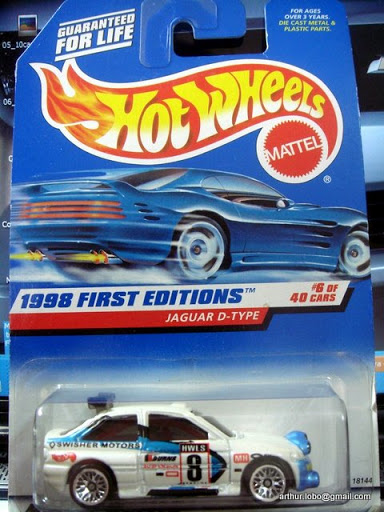 GUARANTEED
FOR LIFE
FOR AGES
OVER 3 YEARS.
DIE CAST METAL &
PLASTIC PARTS.
HOT WHEELS
MATTEL
®
1998 FIRST EDITIONS™
#6 OF
40 CARS
JAGUAR D-TYPE
SWISHER MOTORS
HWLS
8
18144
arthur.lobo@gmail.com